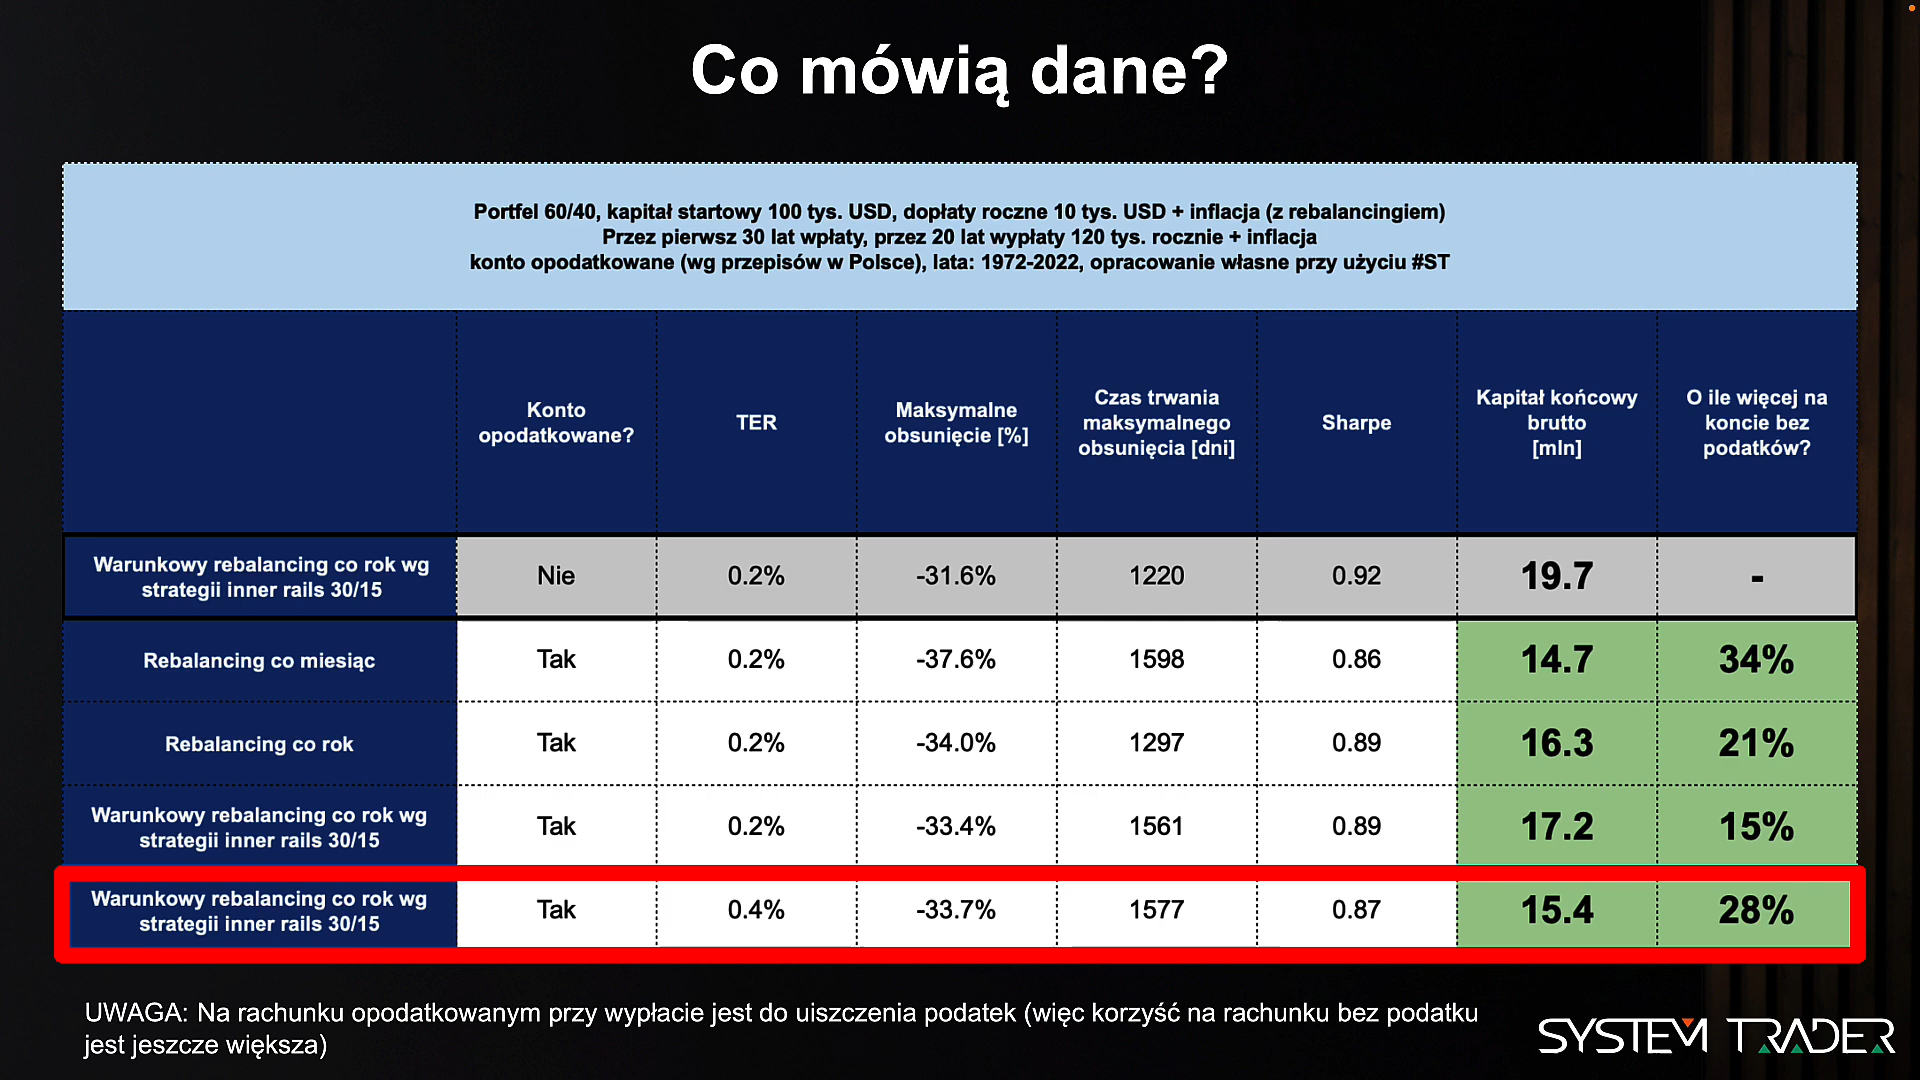 Co mówią dane?
Portfel 60/40, kapitał startowy 100 tys. USD, dopłaty roczne 10 tys. USD + inflacja (z rebalancingiem)
Przez pierwsz 30 lat wpłaty, przez 20 lat wypłaty 120 tys. rocznie + inflacja
konto opodatkowane (wg przepisów w Polsce), lata: 1972-2022, opracowanie własne przy użyciu #ST
Konto
opodatkowane?
TER
Maksymalne
obsunięcie [%]
Czas trwania
maksymalnego
obsunięcia [dni]
Sharpe
Kapitał końcowy
brutto
[mln]
O ile więcej na
koncie bez
podatków?
Warunkowy rebalancing co rok wg
strategii inner rails 30/15
Nie
0.2%
-31.6%
1220
0.92
19.7
-
Rebalancing co miesiąc
Tak
0.2%
-37.6%
1598
0.86
14.7
34%
Rebalancing co rok
Tak
0.2%
-34.0%
1297
0.89
16.3
21%
Warunkowy rebalancing co rok wg
strategii inner rails 30/15
Tak
0.2%
-33.4%
1561
0.89
17.2
15%
Warunkowy rebalancing co rok wg
strategii inner rails 30/15
Tak
0.4%
-33.7%
1577
0.87
15.4
28%
UWAGA: Na rachunku opodatkowanym przy wypłacie jest do uiszczenia podatek (więc korzyść na rachunku bez podatku
jest jeszcze większa)
SYSTEM TRADER